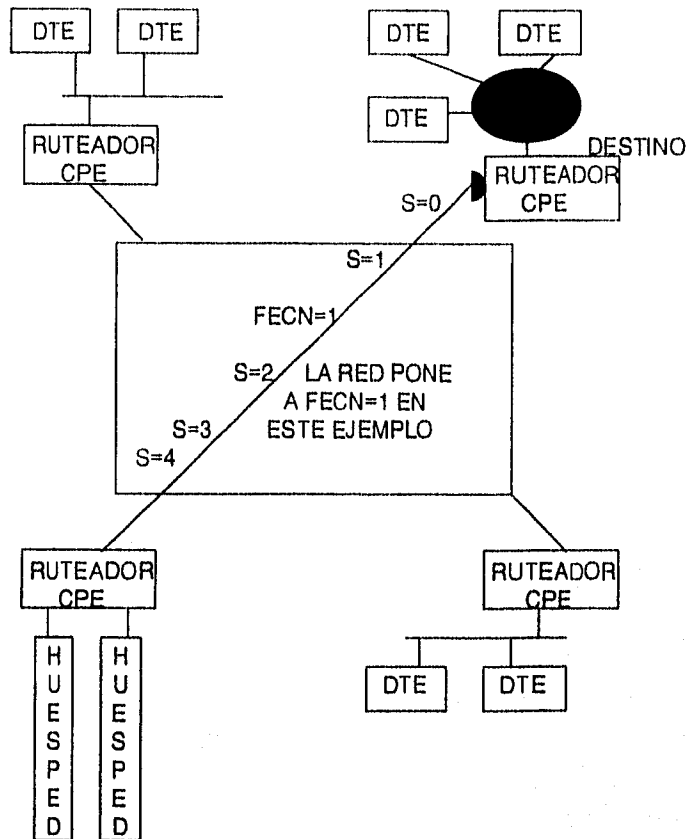 DTE
DTE
DTE
DTE
DTE
RUTEADOR
CPE
DESTINO
RUTEADOR
CPE
S=0
S=1
FECN=1
S=2
LA RED PONE
A FECN=1 EN
ESTE EJEMPLO
S=3
S=4
RUTEADOR
CPE
RUTEADOR
CPE
HUESPED
HUESPED
DTE
DTE